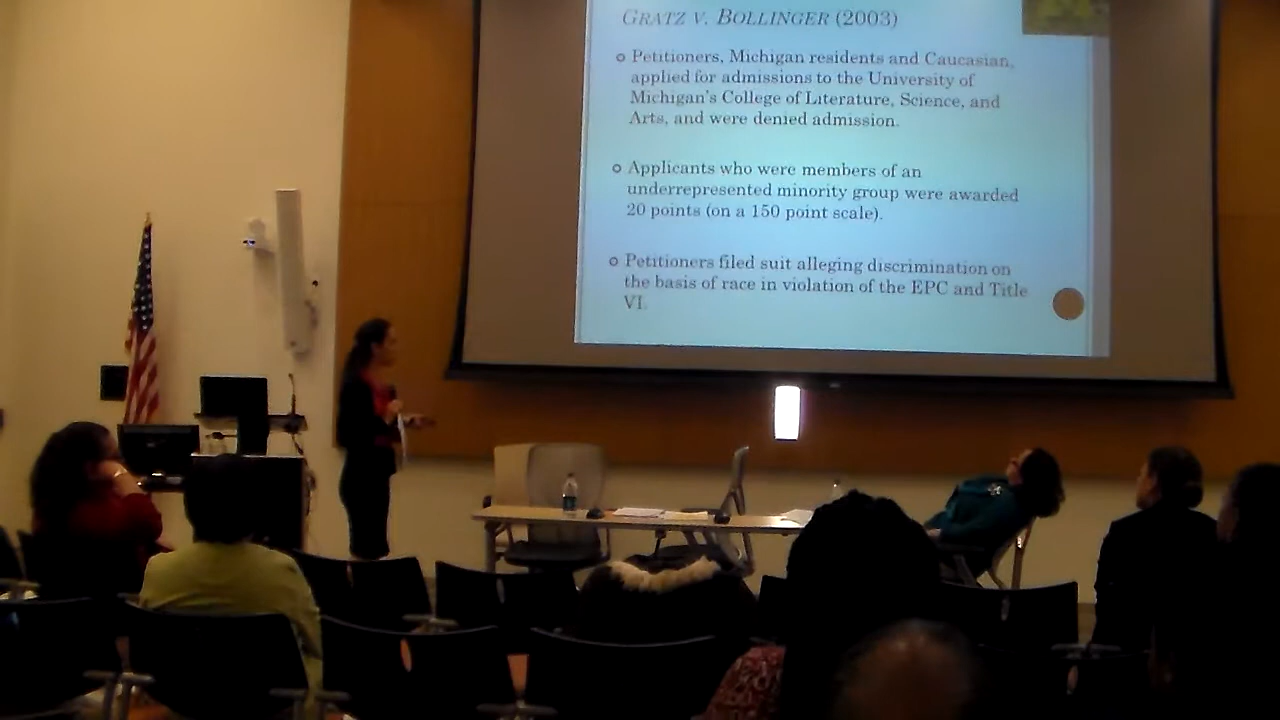 GRATZ V. BOLLINGER (2003)
Petitioners, Michigan residents and Caucasian,
applied for admissions to the University of
Michigan's College of Literature, Science, and
Arts, and were denied admission.
Applicants who were members of an
underrepresented minority group were awarded
20 points (on a 150 point scale).
Petitioners filed suit alleging discrimination on
the basis of race in violation of the EPC and Title
VI.